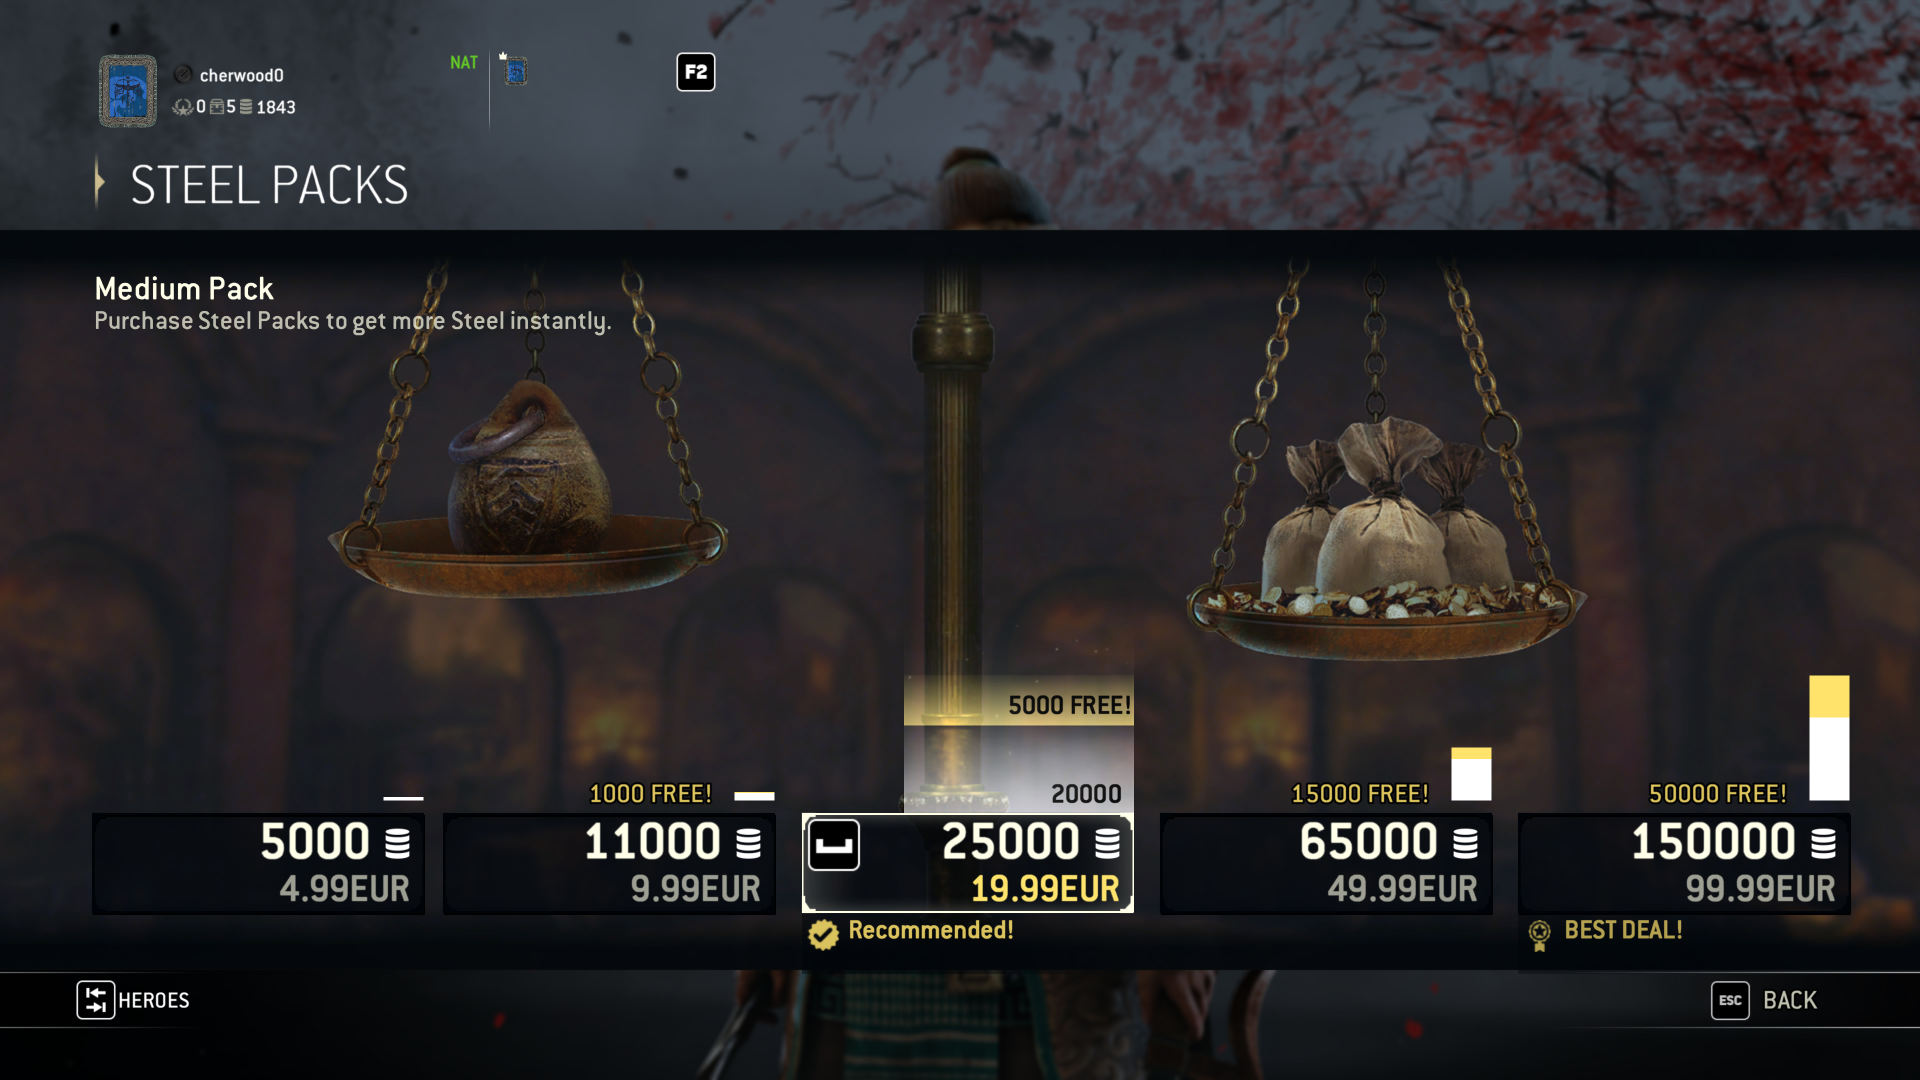 cherwood0
0 5 1843
NAT
F2
STEEL PACKS
Medium Pack
Purchase Steel Packs to get more Steel instantly.
5000 FREE!
20000
1000 FREE!
15000 FREE!
50000 FREE!
5000
4.99EUR
11000
9.99EUR
25000
19.99EUR
65000
49.99EUR
150000
99.99EUR
Recommended!
BEST DEAL!
HEROES
ESC BACK